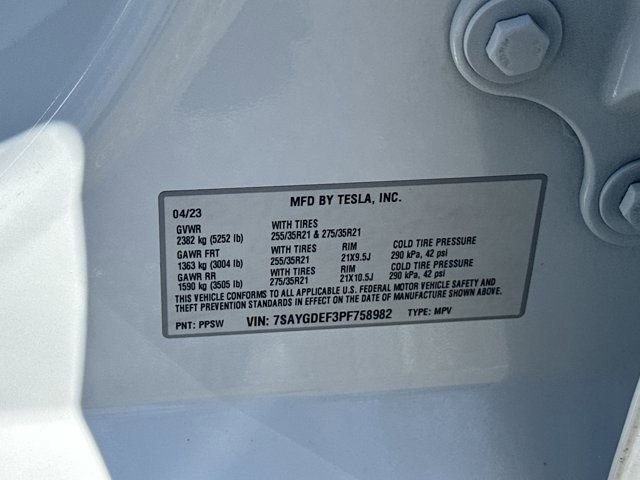 MFD BY TESLA, INC.
04/23
GVWR WITH TIRES
2382 kg (5252 lb) 255/35R21 & 275/35R21
GAWR FRT WITH TIRES RIM COLD TIRE PRESSURE
1363 kg (3004 lb) 255/35R21 21X9.5J 290 kPa, 42 psi
GAWR RR WITH TIRES RIM COLD TIRE PRESSURE
1590 kg (3505 lb) 275/35R21 21X10.5J 290 kPa, 42 psi
THIS VEHICLE CONFORMS TO ALL APPLICABLE U.S. FEDERAL MOTOR VEHICLE SAFETY AND
THEFT PREVENTION STANDARDS IN EFFECT ON THE DATE OF MANUFACTURE SHOWN ABOVE.
PNT: PPSW VIN: 7SAYGDEF3PF758982 TYPE: MPV